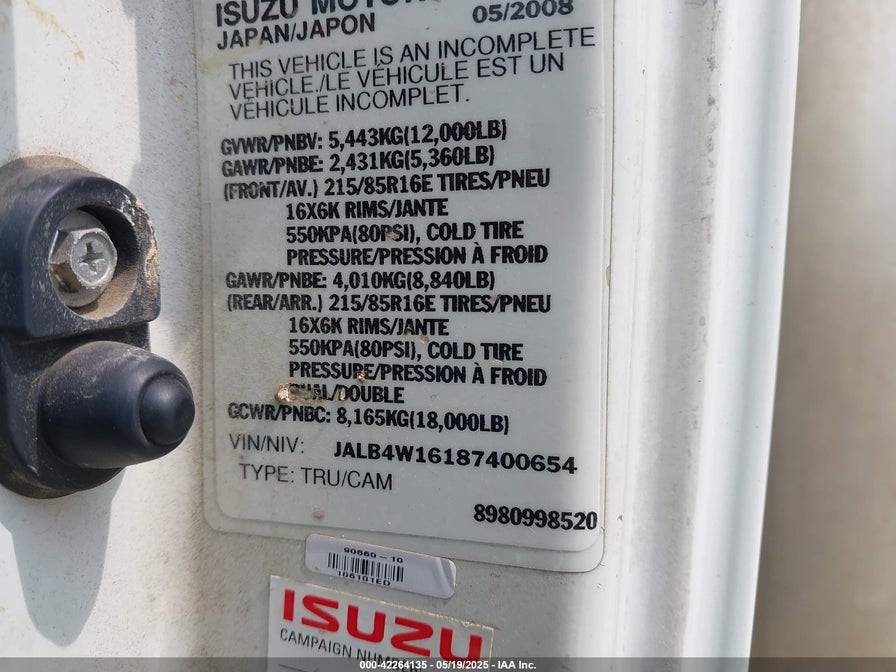 ISUZU MOTORS
JAPAN/JAPON 05/2008
THIS VEHICLE IS AN INCOMPLETE
VEHICLE./LE VÉHICULE EST UN
VÉHICULE INCOMPLET.
GVWR/PNBV: 5,443KG(12,000LB)
GAWR/PNBE: 2,431KG(5,360LB)
(FRONT/AV.) 215/85R16E TIRES/PNEU
16X6K RIMS/JANTE
550KPA(80PSI), COLD TIRE
PRESSURE/PRESSION À FROID
GAWR/PNBE: 4,010KG(8,840LB)
(REAR/ARR.) 215/85R16E TIRES/PNEU
16X6K RIMS/JANTE
550KPA(80PSI), COLD TIRE
PRESSURE/PRESSION À FROID
DUAL/DOUBLE
GCWR/PNBC: 8,165KG(18,000LB)
VIN/NIV: JALB4W16187400654
TYPE: TRU/CAM
8980998520
90660-10
106101ED
ISUZU
CAMPAIGN NUMBER
000-42264135 - 05/19/2025 - IAA Inc.